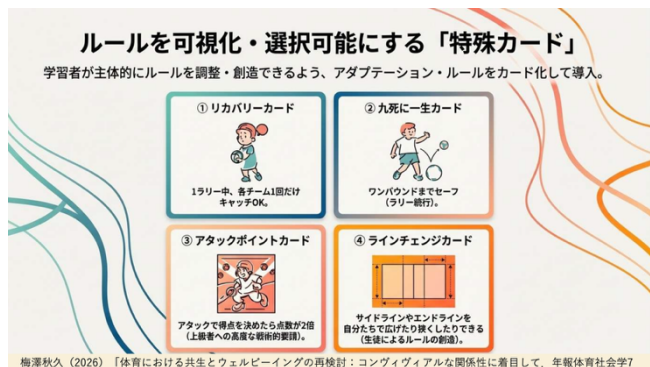 ルールを可視化・選択可能にする「特殊カード」
学習者が主体的にルールを調整・創造できるよう、アダプテーション・ルールをカード化して導入。
① リカバリーカード
1ラリー中、各チーム1回だけ
キャッチOK。
② 九死に一生カード
ワンバウンドまでセーフ
（ラリー続行）。
③ アタックポイントカード
アタックで得点を決めたら点数が2倍
（上級者への高度な戦術的要請）。
④ ラインチェンジカード
サイドラインやエンドラインを
自分たちで広げたり狭くしたりできる
（生徒によるルールの創造）。
梅澤秋久（2026）「体育における共生とウェルビーイングの再検討：コンヴィヴィアルな関係性に着目して，年報体育社会学7